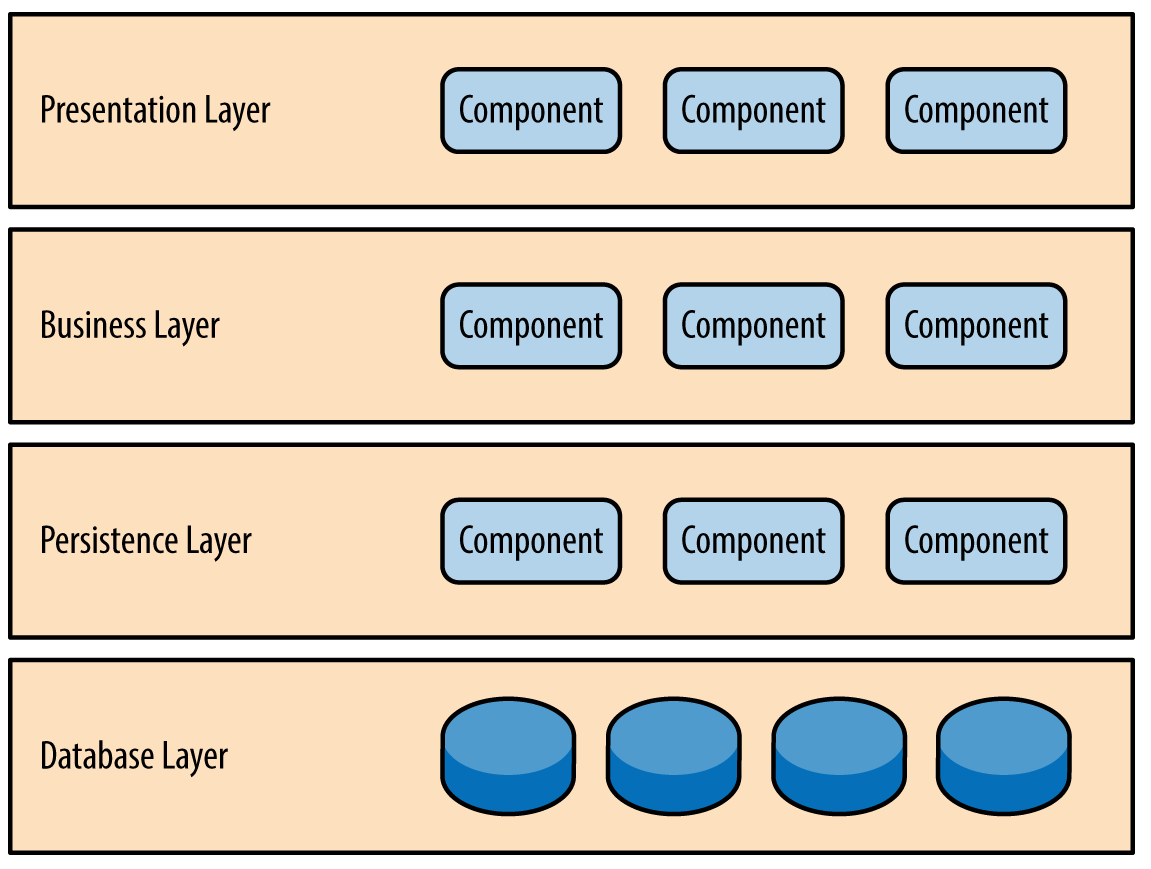 Presentation Layer
Component Component Component
Business Layer
Component Component Component
Persistence Layer
Component Component Component
Database Layer